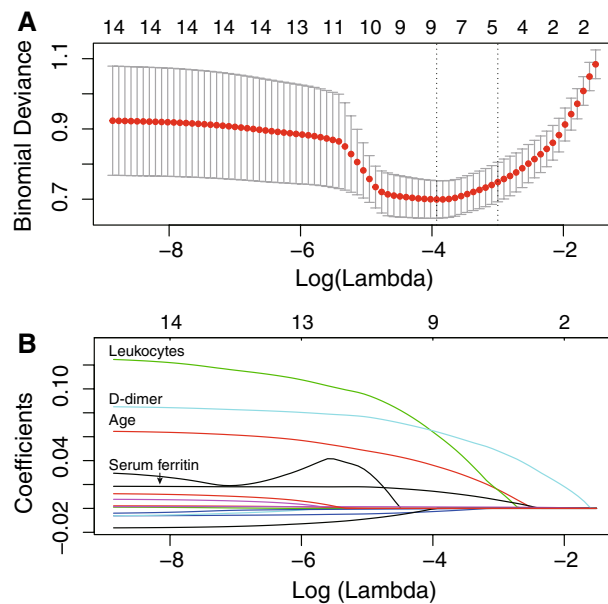 A
14 14 14 14 14 13 11 10 9 9 7 5 4 2 2
Binomial Deviance
1.1
0.9
0.7
−8 −6 −4 −2
Log(Lambda)
B
14 13 9 2
Coefficients
0.10
0.04
−0.02
Leukocytes
D-dimer
Age
Serum ferritin
−8 −6 −4 −2
Log (Lambda)